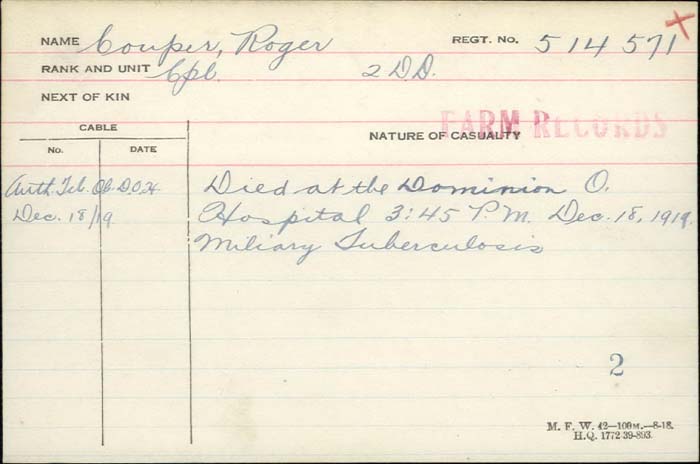 NAME Couper, Roger REGT. No. 514571 X
RANK AND UNIT Cpl. 2 D.D.
NEXT OF KIN
FARM RECORDS
CABLE NATURE OF CASUALTY
No. DATE
Auth. Tel. Ob. D.O.4 Died at the Dominion O.
Dec. 18/19 Hospital 3:45 P.M. Dec. 18, 1919.
Miliary Tuberculosis
2
M. F. W. 42—100M.—8-18.
H.Q. 1772-39-893.